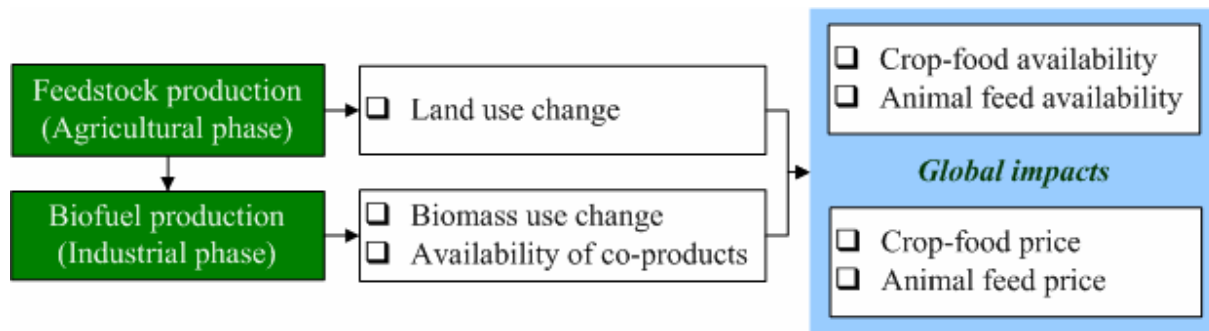 Feedstock production
(Agricultural phase)
❑ Land use change
Biofuel production
(Industrial phase)
❑ Biomass use change
❑ Availability of co-products
❑ Crop-food availability
❑ Animal feed availability
Global impacts
❑ Crop-food price
❑ Animal feed price